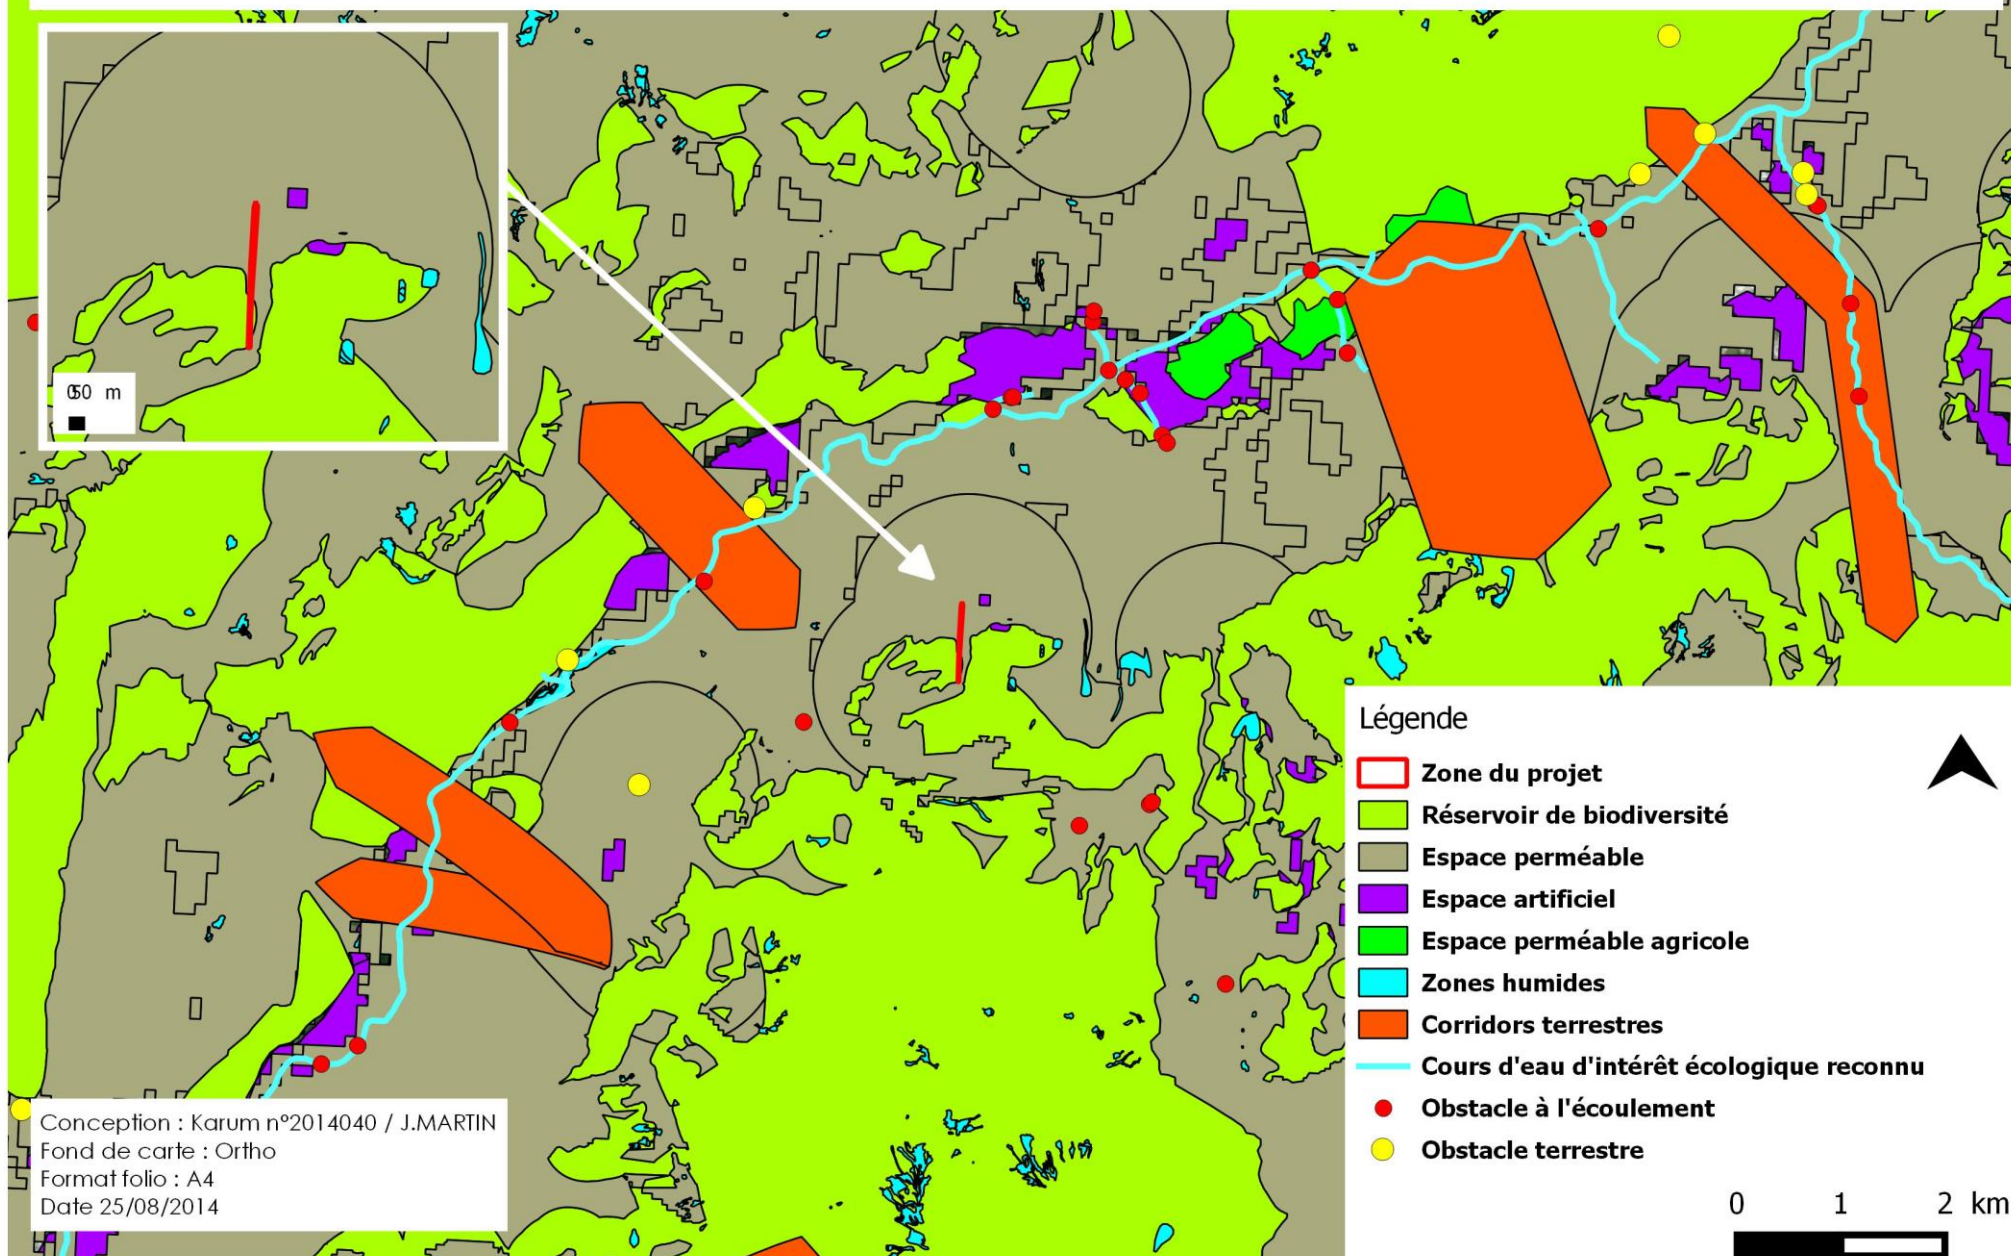 050 m
Légende
Zone du projet
Réservoir de biodiversité
Espace perméable
Espace artificiel
Espace perméable agricole
Zones humides
Corridors terrestres
Cours d'eau d'intérêt écologique reconnu
Obstacle à l'écoulement
Obstacle terrestre
Conception : Karum n°2014040 / J.MARTIN
Fond de carte : Ortho
Format folio : A4
Date 25/08/2014
0 1 2 km